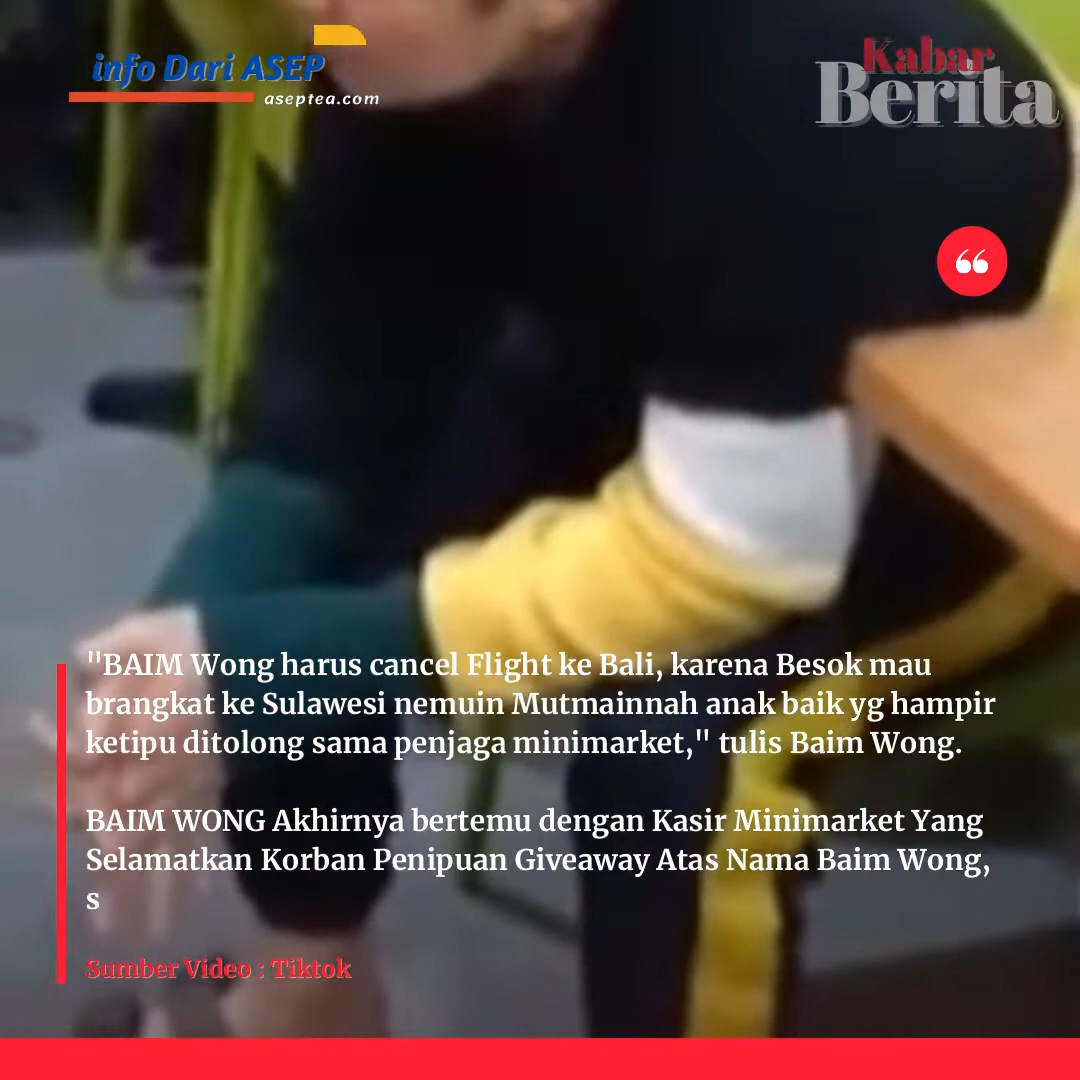 info Dari ASEP
aseptea.com
Kabar
Berita
"BAIM Wong harus cancel Flight ke Bali, karena Besok mau
brangkat ke Sulawesi nemuin Mutmainnah anak baik yg hampir
ketipu ditolong sama penjaga minimarket," tulis Baim Wong.
BAIM WONG Akhirnya bertemu dengan Kasir Minimarket Yang
Selamatkan Korban Penipuan Giveaway Atas Nama Baim Wong,
s
Sumber Video : Tiktok